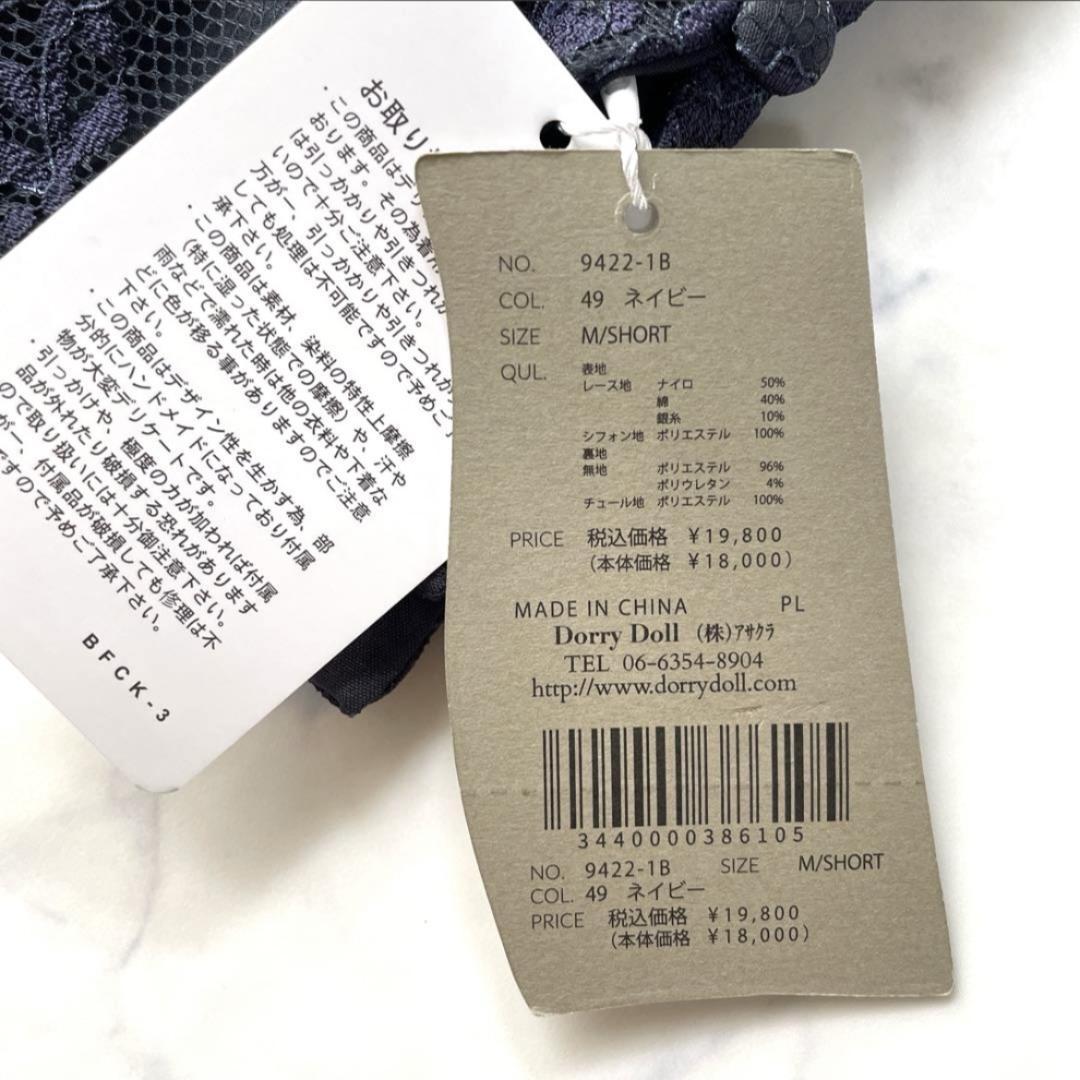 お取り
・この商品はデリ
おります。その為着
は引っかかりや引きつれが
いので十分ご注意下さい。
万が一、引っかかりや引きつれが
しても処理は不可能ですので予めご
承下さい。
・この商品は素材、染料の特性上摩擦
(特に湿った状態での摩擦)や、汗や
雨などで濡れた時は他の衣料や下着な
どに色が移る事がありますのでご注意
下さい。
・この商品はデザイン性を生かす為、部
分的にハンドメイドになっており付属
物が大変デリケートです。
・引っかけや、極度の力が加われば付属
品が外れたり破損する恐れがあります
ので取り扱いには十分御注意下さい。
が一、付属品が破損しても修理は不
ですので予めご了承下さい。
BFCK-3
NO. 9422-1B
COL. 49 ネイビー
SIZE M/SHORT
QUL. 表地
レース地 ナイロ 50%
綿 40%
銀糸 10%
シフォン地 ポリエステル 100%
裏地
無地 ポリエステル 96%
ポリウレタン 4%
チュール地 ポリエステル 100%
PRICE 税込価格 ¥19,800
(本体価格 ¥18,000)
MADE IN CHINA PL
Dorry Doll (株)アサクラ
TEL 06-6354-8904
http://www.dorrydoll.com
3440000386105
NO. 9422-1B SIZE M/SHORT
COL. 49 ネイビー
PRICE 税込価格 ¥19,800
(本体価格 ¥18,000)